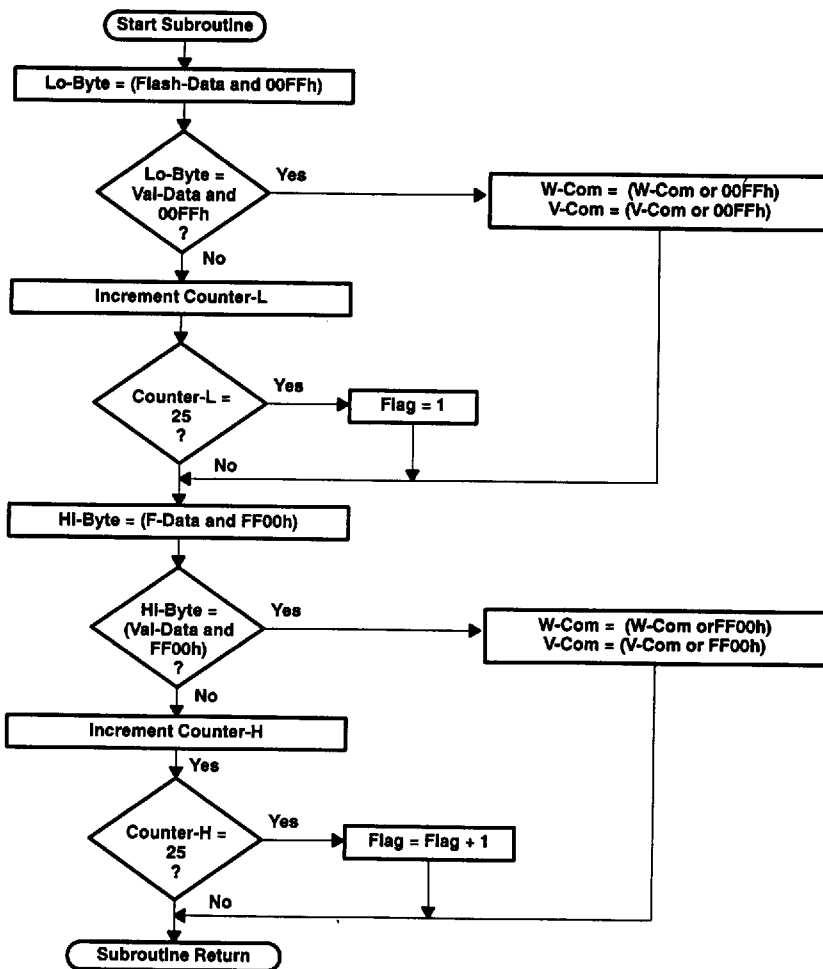 Start Subroutine
Lo-Byte = (Flash-Data and 00FFh)
Lo-Byte =
Val-Data and
00FFh
?
Yes
W-Com = (W-Com or 00FFh)
V-Com = (V-Com or 00FFh)
No
Increment Counter-L
Counter-L =
25
?
Yes
Flag = 1
No
Hi-Byte = (F-Data and FF00h)
Hi-Byte =
(Val-Data and
FF00h)
?
Yes
W-Com = (W-Com orFF00h)
V-Com = (V-Com or FF00h)
No
Increment Counter-H
Yes
Counter-H =
25
?
Yes
Flag = Flag + 1
No
Subroutine Return